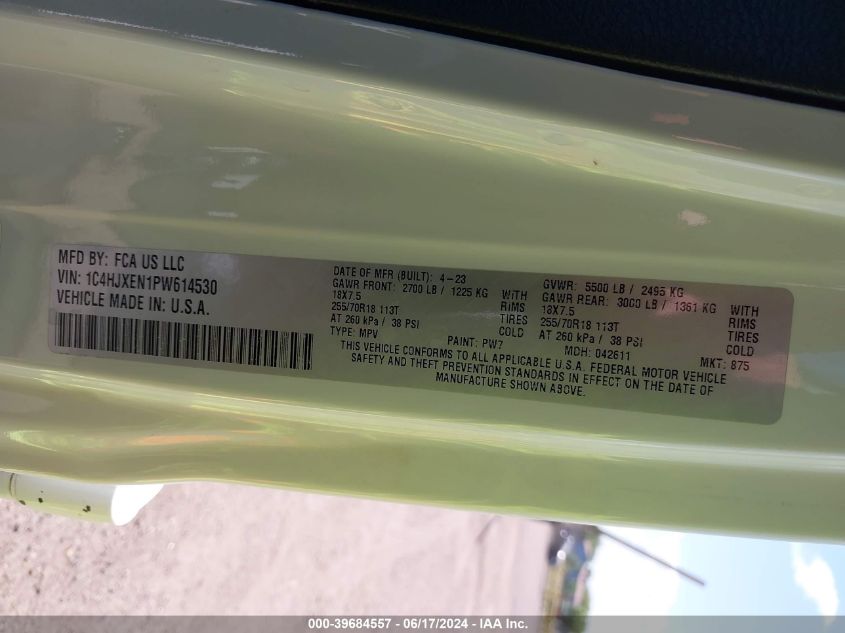 MFD BY: FCA US LLC
VIN: 1C4HJXEN1PW614530
VEHICLE MADE IN: U.S.A.
DATE OF MFR (BUILT): 4-23
GAWR FRONT: 2700 LB / 1225 KG WITH
18X7.5 RIMS
255/70R18 113T TIRES
AT 260 kPa / 38 PSI COLD
TYPE: MPV PAINT: PW7
GVWR: 5500 LB / 2495 KG
GAWR REAR: 3000 LB / 1361 KG WITH
18X7.5 RIMS
255/70R18 113T TIRES
AT 260 kPa / 38 PSI COLD
MDH: 042611 MKT: 875
THIS VEHICLE CONFORMS TO ALL APPLICABLE U.S.A. FEDERAL MOTOR VEHICLE
SAFETY AND THEFT PREVENTION STANDARDS IN EFFECT ON THE DATE OF
MANUFACTURE SHOWN ABOVE.
000-39684557 - 06/17/2024 - IAA Inc.